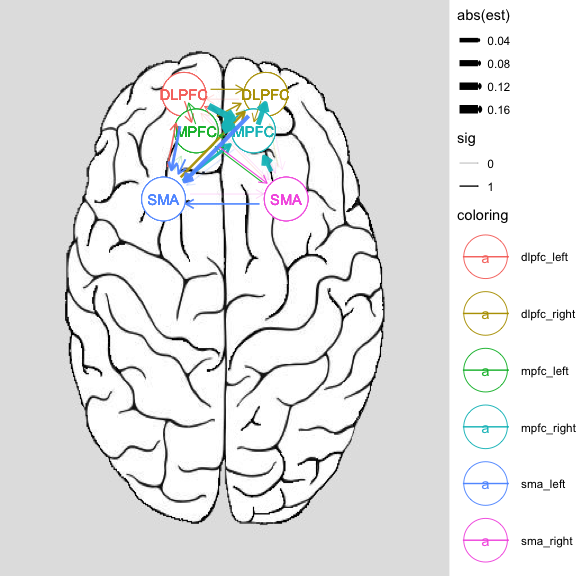 DLPFC DLPFC
MPFC MPFC
SMA SMA
abs(est)
0.04
0.08
0.12
0.16
sig
0
1
coloring
a dlpfc_left
a dlpfc_right
a mpfc_left
a mpfc_right
a sma_left
a sma_right